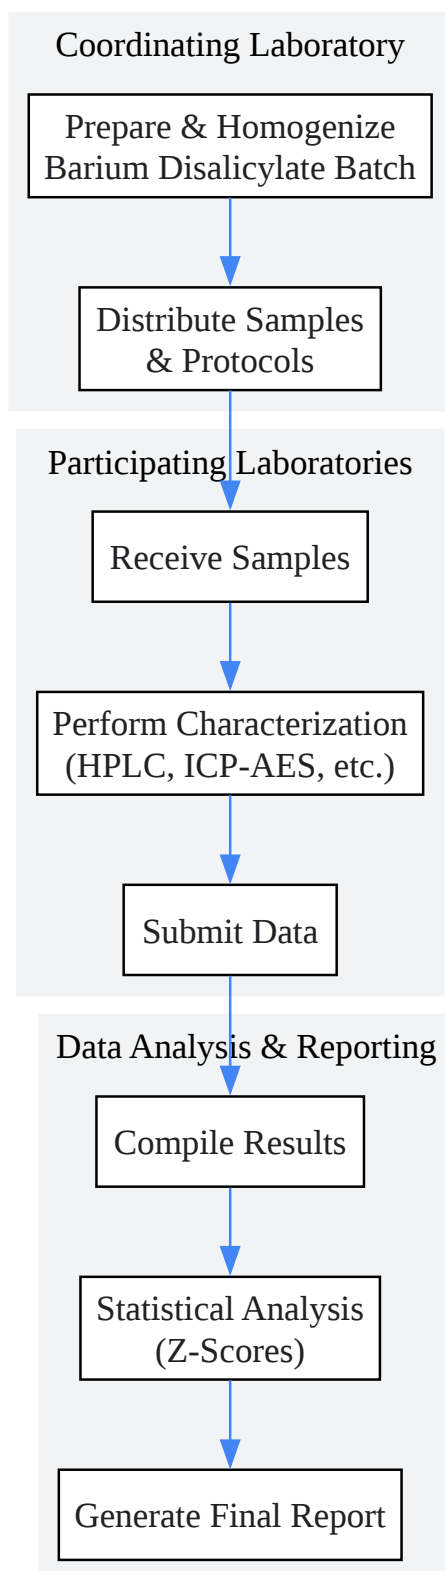 Coordinating Laboratory
Prepare & Homogenize
Barium Disalicylate Batch
Distribute Samples
& Protocols
Participating Laboratories
Receive Samples
Perform Characterization
(HPLC, ICP-AES, etc.)
Submit Data
Data Analysis & Reporting
Compile Results
Statistical Analysis
(Z-Scores)
Generate Final Report